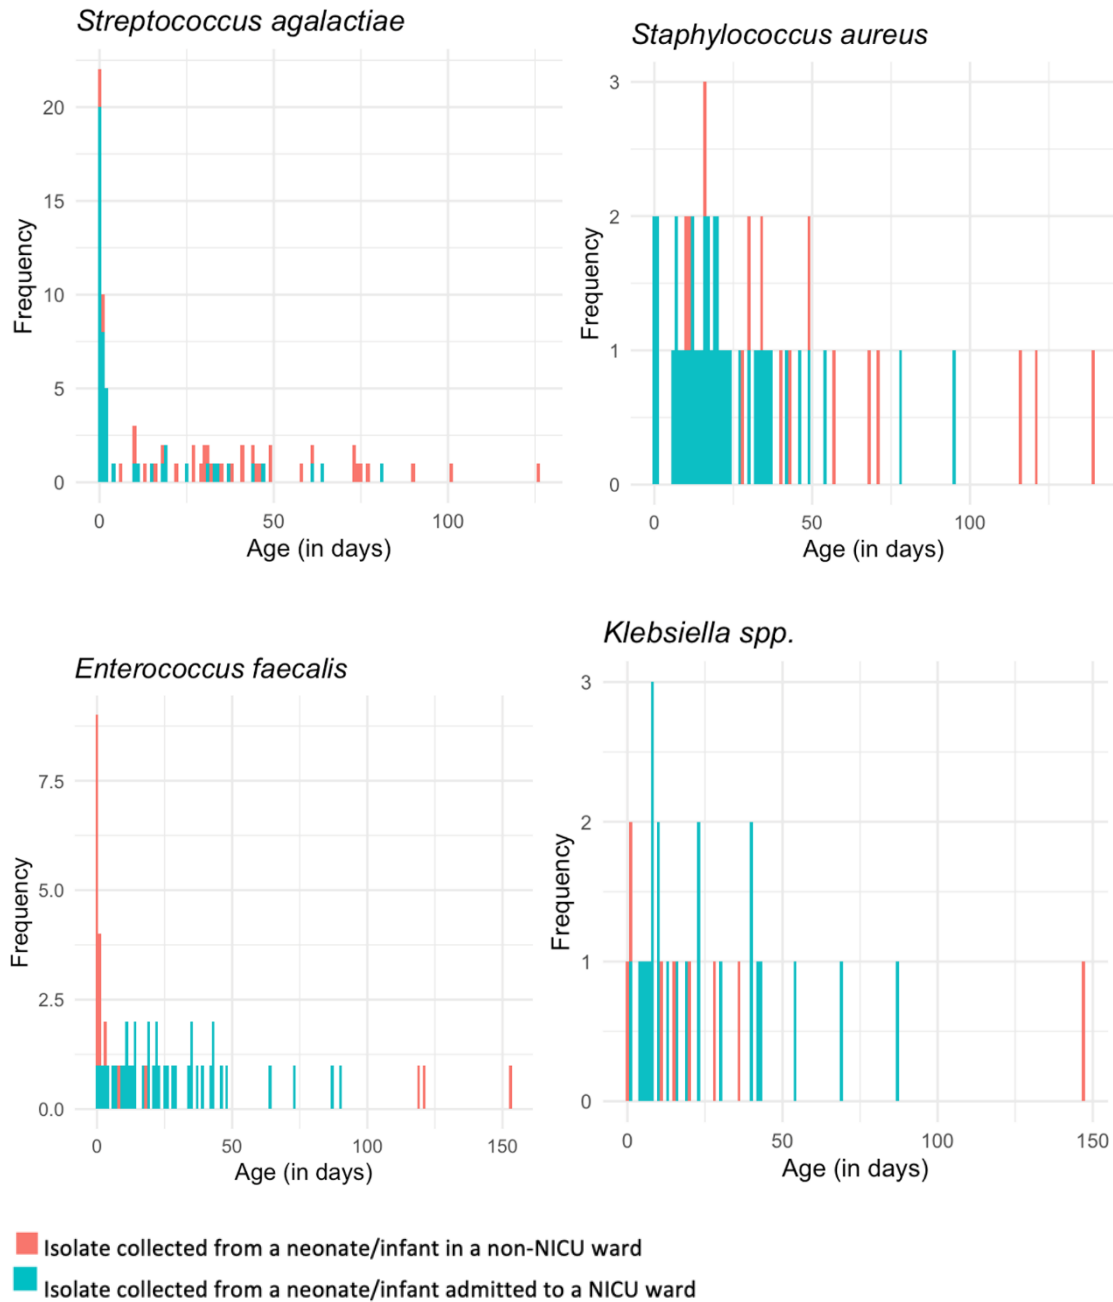 Streptococcus agalactiae
20
15
10
5
0
Frequency
0 50 100
Age (in days)
Staphylococcus aureus
3
2
1
0
Frequency
0 50 100
Age (in days)
Enterococcus faecalis
7.5
5.0
2.5
0.0
Frequency
0 50 100 150
Age (in days)
Klebsiella spp.
3
2
1
0
Frequency
0 50 100 150
Age (in days)
Isolate collected from a neonate/infant in a non-NICU ward
Isolate collected from a neonate/infant admitted to a NICU ward